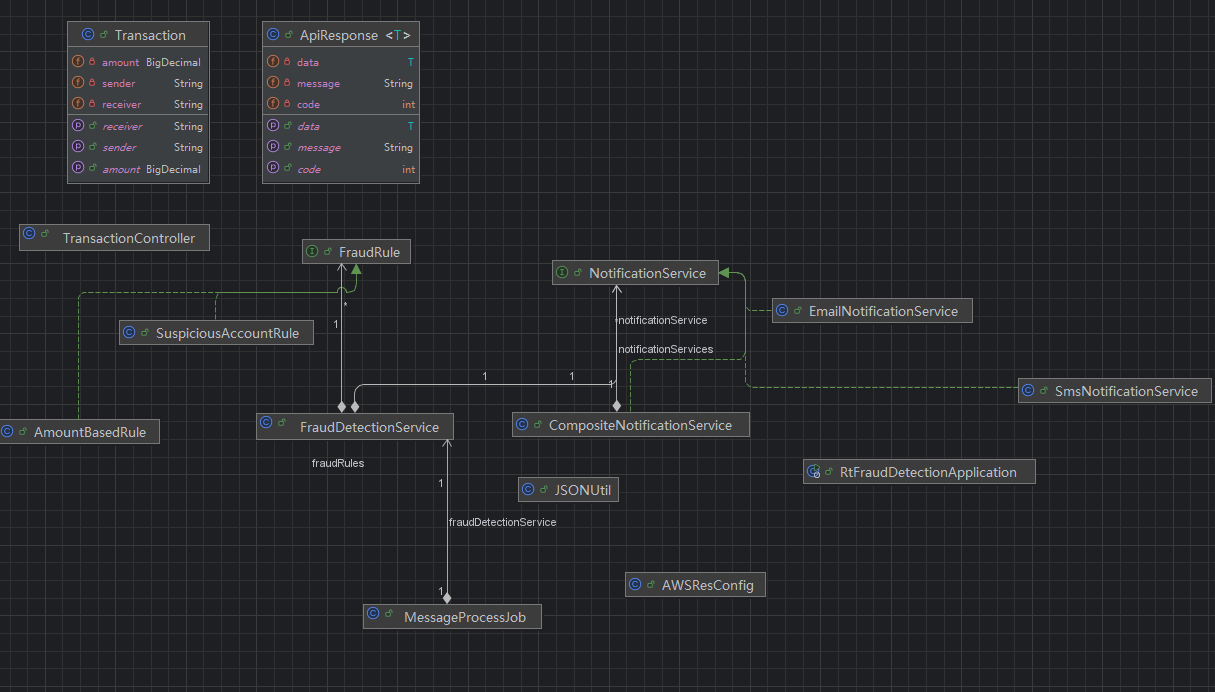 Transaction
amount BigDecimal
sender String
receiver String
receiver String
sender String
amount BigDecimal
ApiResponse <T>
data T
message String
code int
data T
message String
code int
TransactionController
FraudRule
NotificationService
*
EmailNotificationService
1
notificationService
SuspiciousAccountRule
notificationServices
1 1 1
SmsNotificationService
AmountBasedRule
FraudDetectionService
CompositeNotificationService
fraudRules
RtFraudDetectionApplication
1
JSONUtil
fraudDetectionService
AWSResConfig
1
MessageProcessJob